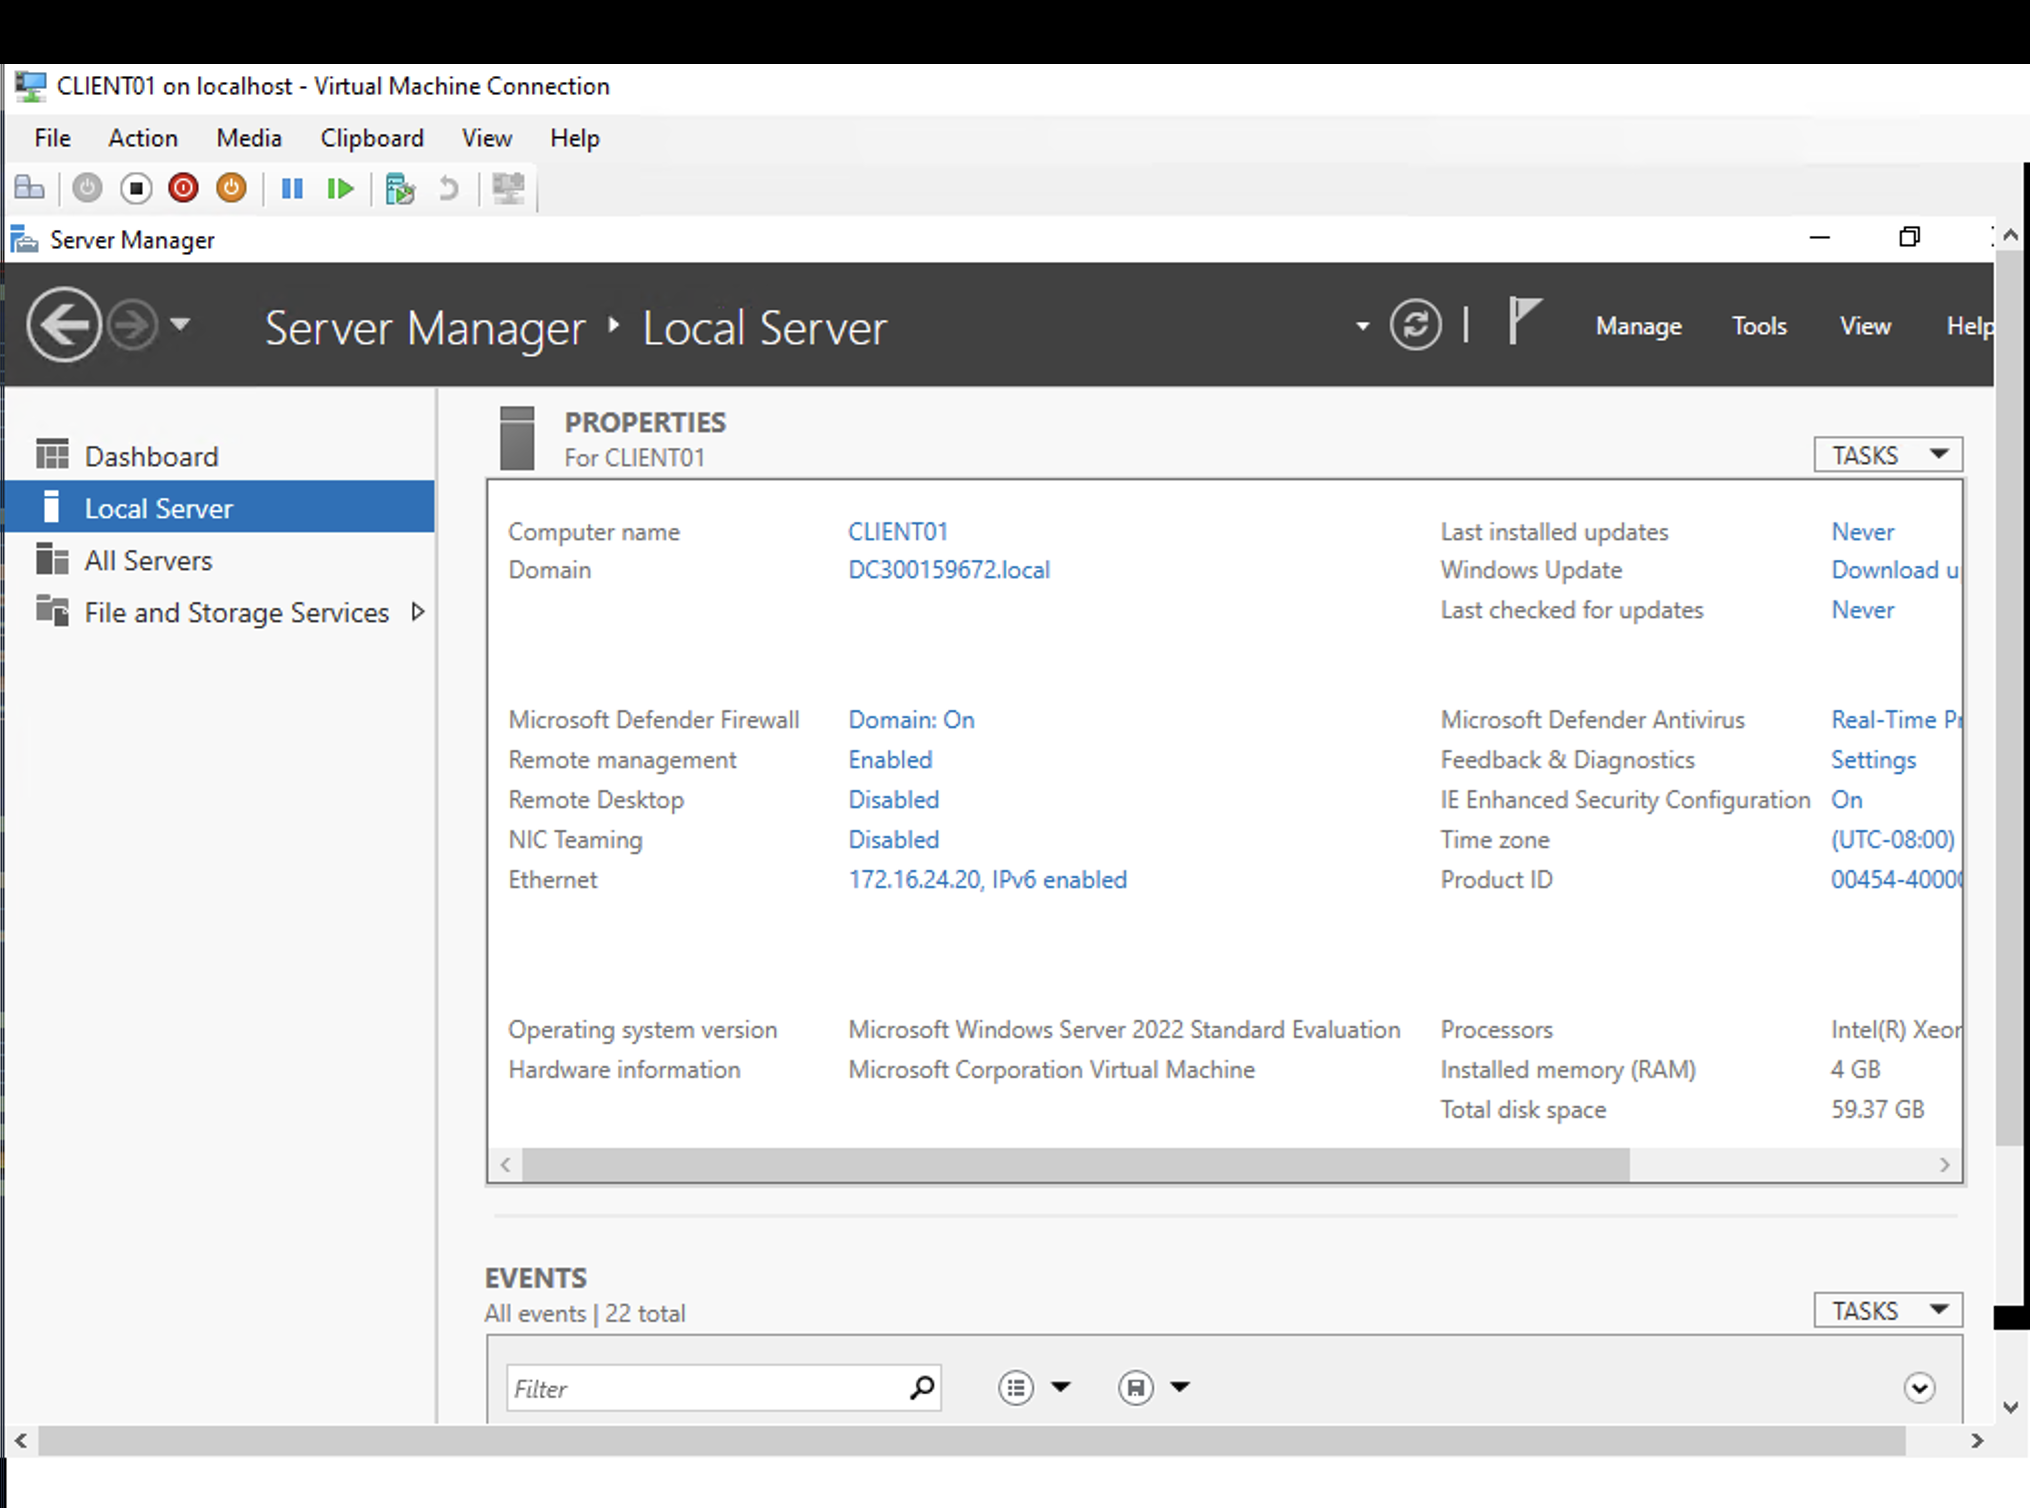 CLIENT01 on localhost - Virtual Machine Connection
File Action Media Clipboard View Help
Server Manager
Server Manager Local Server
Manage Tools View Help
Dashboard
Local Server
All Servers
File and Storage Services
PROPERTIES
For CLIENT01
TASKS
Computer name CLIENT01 Last installed updates Never
Domain DC300159672.local Windows Update Download u
Last checked for updates Never
Microsoft Defender Firewall Domain: On Microsoft Defender Antivirus Real-Time Pr
Remote management Enabled Feedback & Diagnostics Settings
Remote Desktop Disabled IE Enhanced Security Configuration On
NIC Teaming Disabled Time zone (UTC-08:00)
Ethernet 172.16.24.20, IPv6 enabled Product ID 00454-4000
Operating system version Microsoft Windows Server 2022 Standard Evaluation Processors Intel(R) Xeon
Hardware information Microsoft Corporation Virtual Machine Installed memory (RAM) 4 GB
Total disk space 59.37 GB
EVENTS
All events | 22 total
TASKS
Filter